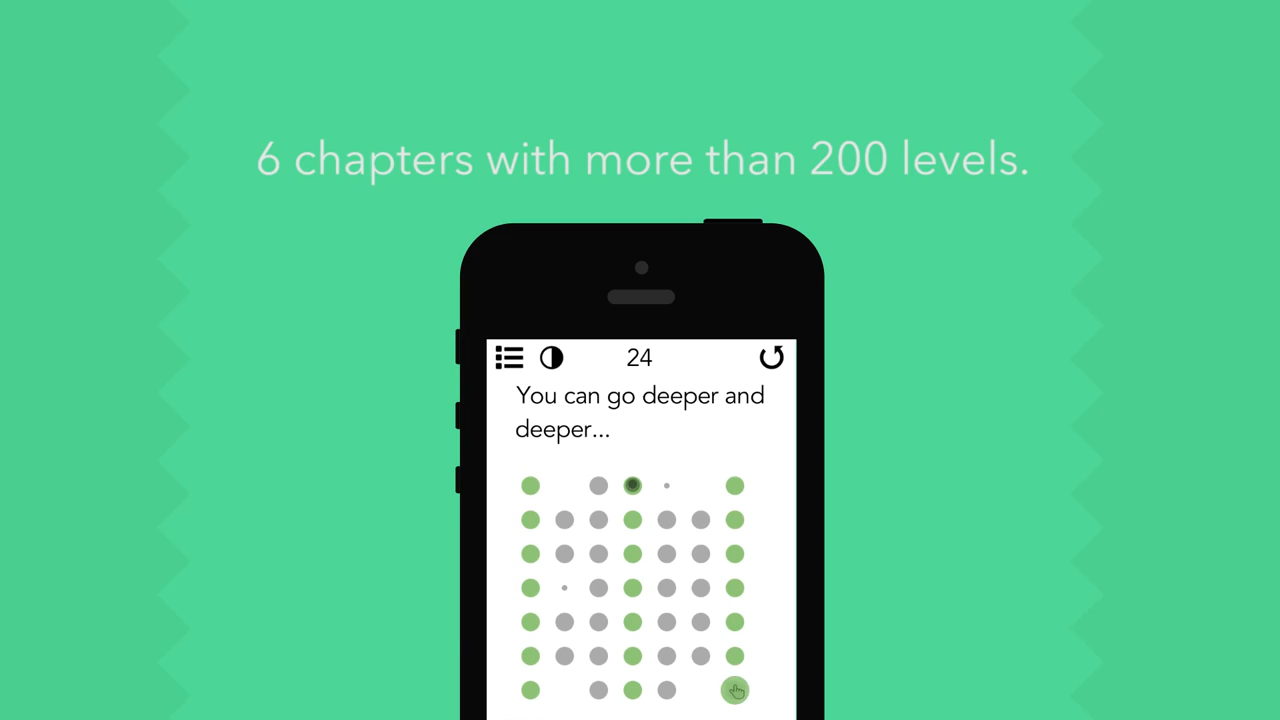 6 chapters with more than 200 levels.
24
You can go deeper and
deeper...